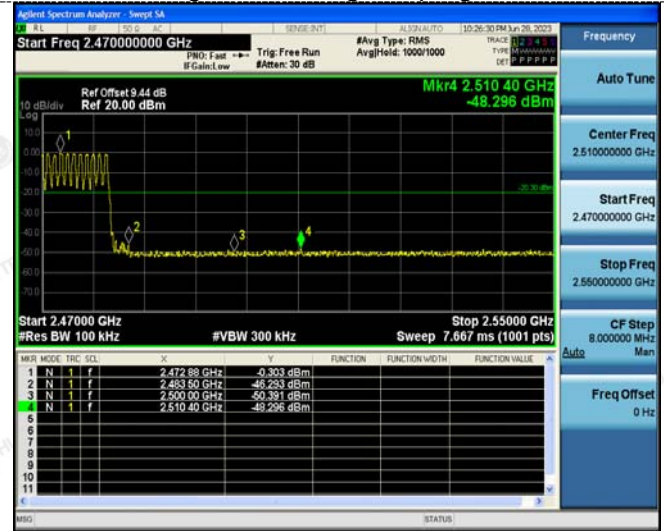 Agilent Spectrum Analyzer - Swept SA
RL RF 50 Ω AC SENSE:INT ALIGNAUTO 10:26:30 PM Jun 28, 2023
Start Freq 2.470000000 GHz
PNO: Fast
IFGain:Low
Trig: Free Run
#Atten: 30 dB
#Avg Type: RMS
Avg|Hold: 1000/1000
TRACE 1 2 3 4 5 6
TYPE
DET P P P P P P
Mkr4 2.510 40 GHz
-48.296 dBm
Ref Offset 9.44 dB
10 dB/div Ref 20.00 dBm
Log
10.0
0.00
-10.0
-20.0
-30.0
-40.0
-50.0
-60.0
-70.0
1
2
3
4
-20.30 dBm
Start 2.47000 GHz Stop 2.55000 GHz
#Res BW 100 kHz #VBW 300 kHz Sweep 7.667 ms (1001 pts)
MKR MODE TRC SCL X Y FUNCTION FUNCTION WIDTH FUNCTION VALUE
1 N 1 f 2.472 88 GHz -0.303 dBm
2 N 1 f 2.483 50 GHz -46.293 dBm
3 N 1 f 2.500 00 GHz -50.391 dBm
4 N 1 f 2.510 40 GHz -48.296 dBm
5
6
7
8
9
10
11
MSG STATUS
Frequency
Auto Tune
Center Freq
2.510000000 GHz
Start Freq
2.470000000 GHz
Stop Freq
2.550000000 GHz
CF Step
8.000000 MHz
Auto Man
Freq Offset
0 Hz